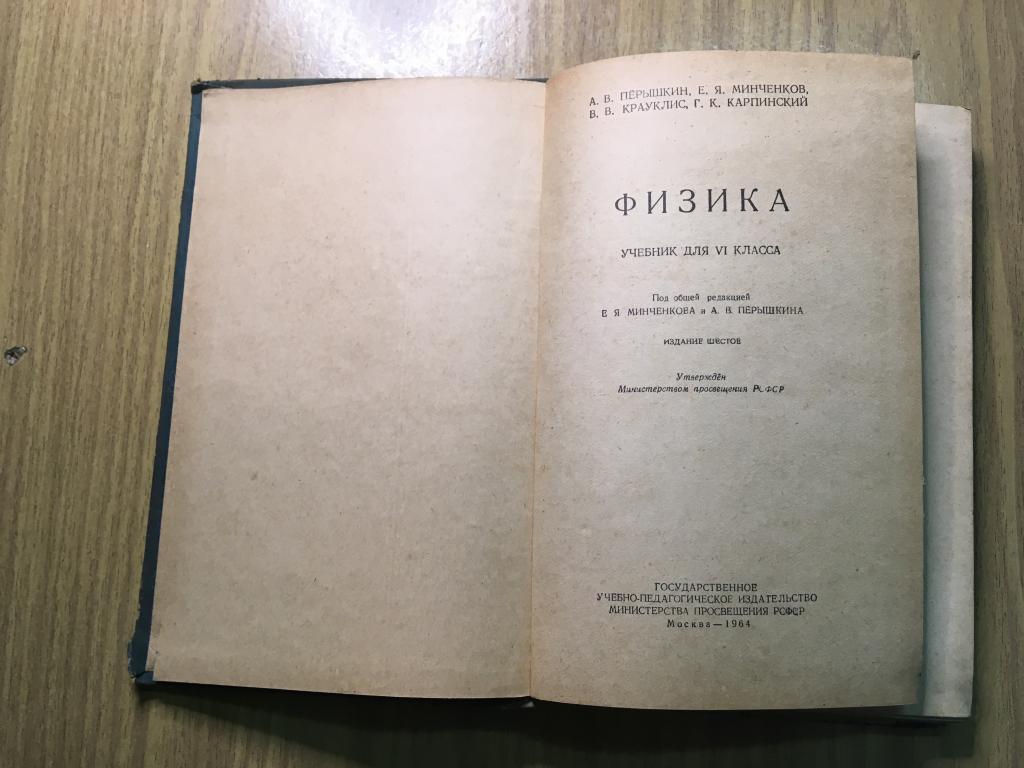 А. В. ПЁРЫШКИН, Е. Я. МИНЧЕНКОВ,
В. В. КРАУКЛИС, Г. К. КАРПИНСКИЙ
ФИЗИКА
УЧЕБНИК ДЛЯ VI КЛАССА
Под общей редакцией
Е Я МИНЧЕНКОВА и А. В. ПЁРЫШКИНА
ИЗДАНИЕ ШЕСТОЕ
Утверждён
Министерством просвещения РСФСР
ГОСУДАРСТВЕННОЕ
УЧЕБНО-ПЕДАГОГИЧЕСКОЕ ИЗДАТЕЛЬСТВО
МИНИСТЕРСТВА ПРОСВЕЩЕНИЯ РСФСР
Москва — 1964